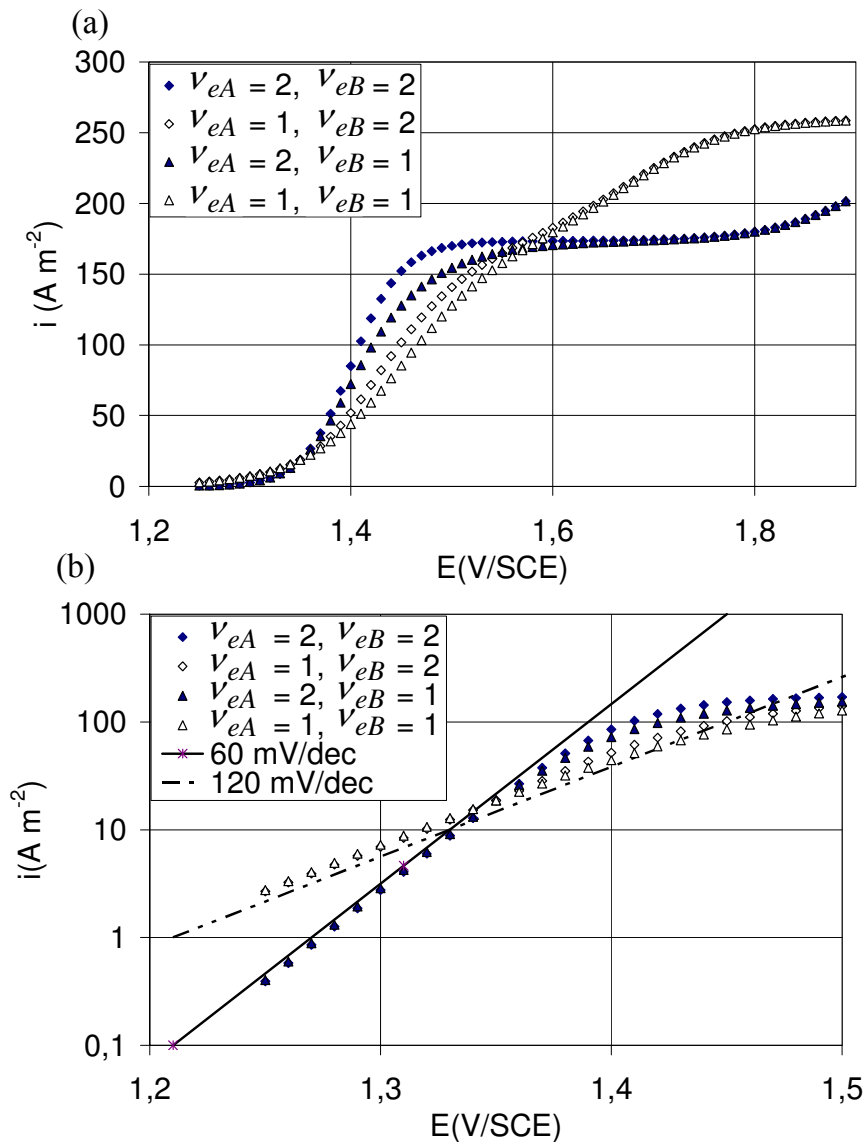 (a)
300
250
200
150
100
50
0
i (A m⁻²)
νeA = 2, νeB = 2
νeA = 1, νeB = 2
νeA = 2, νeB = 1
νeA = 1, νeB = 1
1,2 1,4 1,6 1,8
E(V/SCE)
(b)
1000
100
10
1
0,1
i(A m⁻²)
νeA = 2, νeB = 2
νeA = 1, νeB = 2
νeA = 2, νeB = 1
νeA = 1, νeB = 1
60 mV/dec
120 mV/dec
1,2 1,3 1,4 1,5
E(V/SCE)